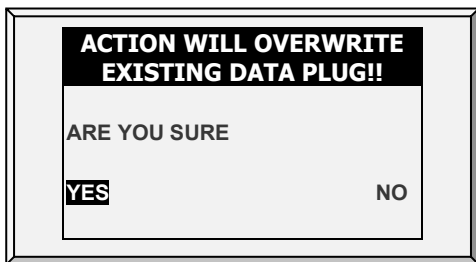 ACTION WILL OVERWRITE
EXISTING DATA PLUG!!
ARE YOU SURE
YES NO